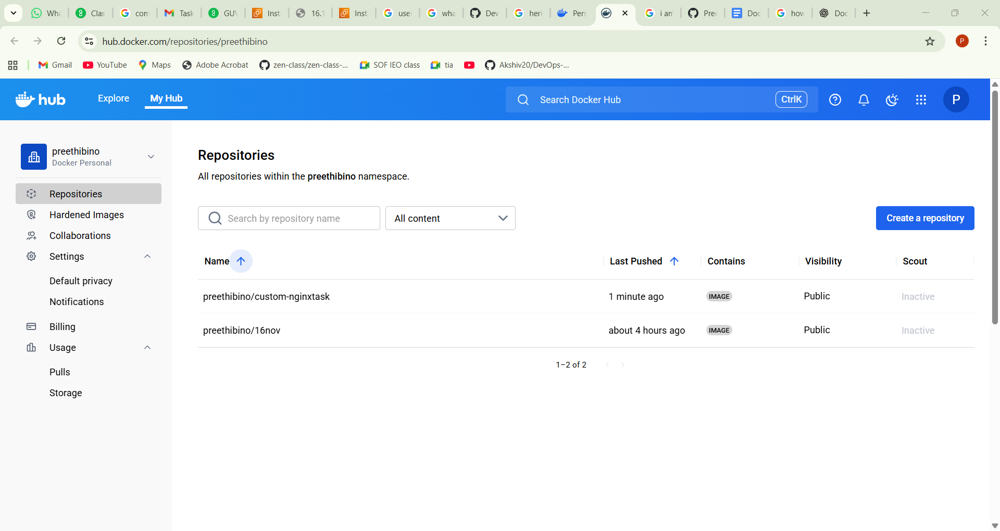 Wha
Clas
com
Task
GUV
Inst
16.1
Inst
use
wha
Dev
heri
Pers
i am
Pree
Doc
how
Doc
hub.docker.com/repositories/preethibino
P
Gmail
YouTube
Maps
Adobe Acrobat
zen-class/zen-class-...
SOF IEO class
tia
Akshiv20/DevOps-...
hub
Explore
My Hub
Search Docker Hub
CtrlK
P
preethibino
Docker Personal
Repositories
Hardened Images
Collaborations
Settings
Default privacy
Notifications
Billing
Usage
Pulls
Storage
Repositories
All repositories within the preethibino namespace.
Search by repository name
All content
Create a repository
Name
Last Pushed
Contains
Visibility
Scout
preethibino/custom-nginxtask
1 minute ago
IMAGE
Public
Inactive
preethibino/16nov
about 4 hours ago
IMAGE
Public
Inactive
1–2 of 2